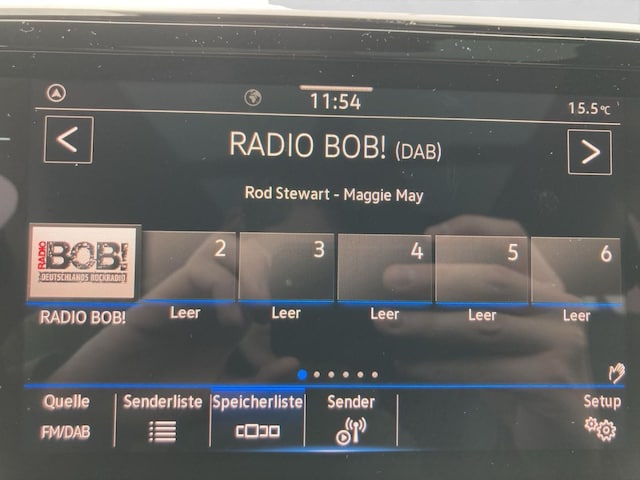 11:54
15.5°C
RADIO BOB! (DAB)
Rod Stewart - Maggie May
RADIO BOB!
DEUTSCHLANDS ROCKRADIO
2 3 4 5 6
RADIO BOB! Leer Leer Leer Leer Leer
Quelle Senderliste Speicherliste Sender Setup
FM/DAB